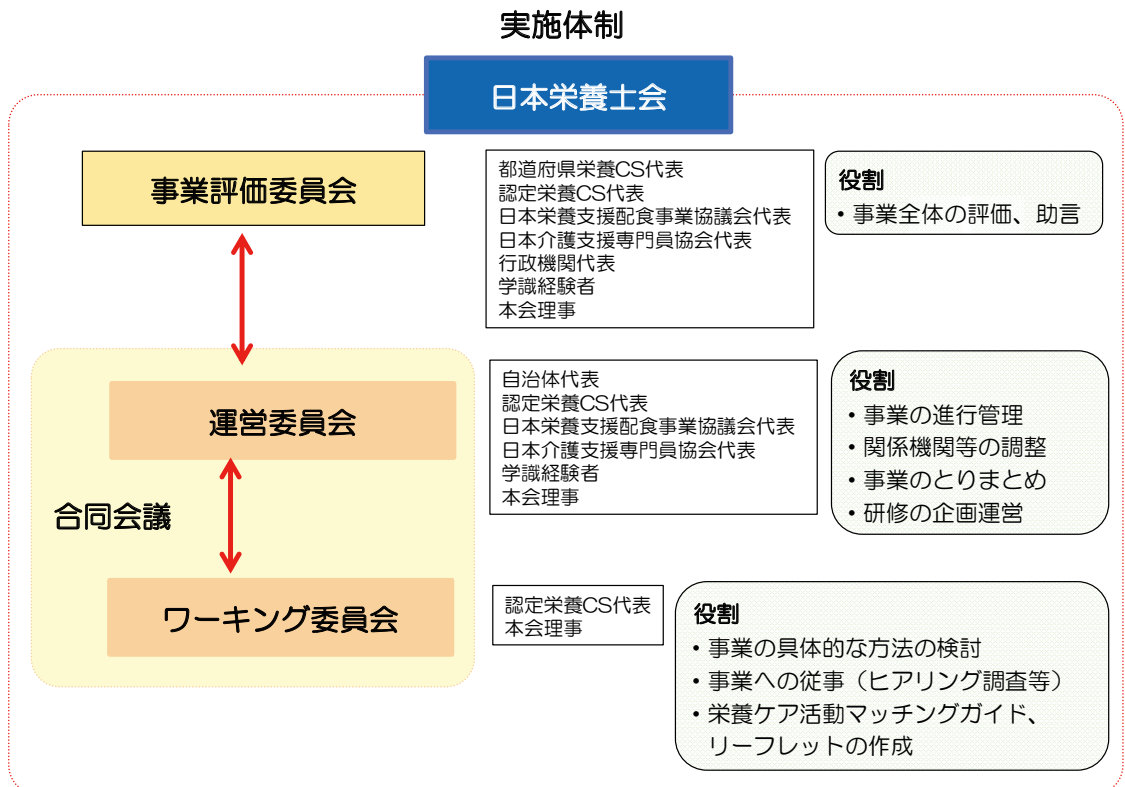 実施体制
日本栄養士会
事業評価委員会
都道府県栄養CS代表
認定栄養CS代表
日本栄養支援配食事業協議会代表
日本介護支援専門員協会代表
行政機関代表
学識経験者
本会理事
役割
・事業全体の評価、助言
運営委員会
自治体代表
認定栄養CS代表
日本栄養支援配食事業協議会代表
日本介護支援専門員協会代表
学識経験者
本会理事
役割
・事業の進行管理
・関係機関等の調整
・事業のとりまとめ
・研修の企画運営
合同会議
ワーキング委員会
認定栄養CS代表
本会理事
役割
・事業の具体的な方法の検討
・事業への従事（ヒアリング調査等）
・栄養ケア活動マッチングガイド、
リーフレットの作成